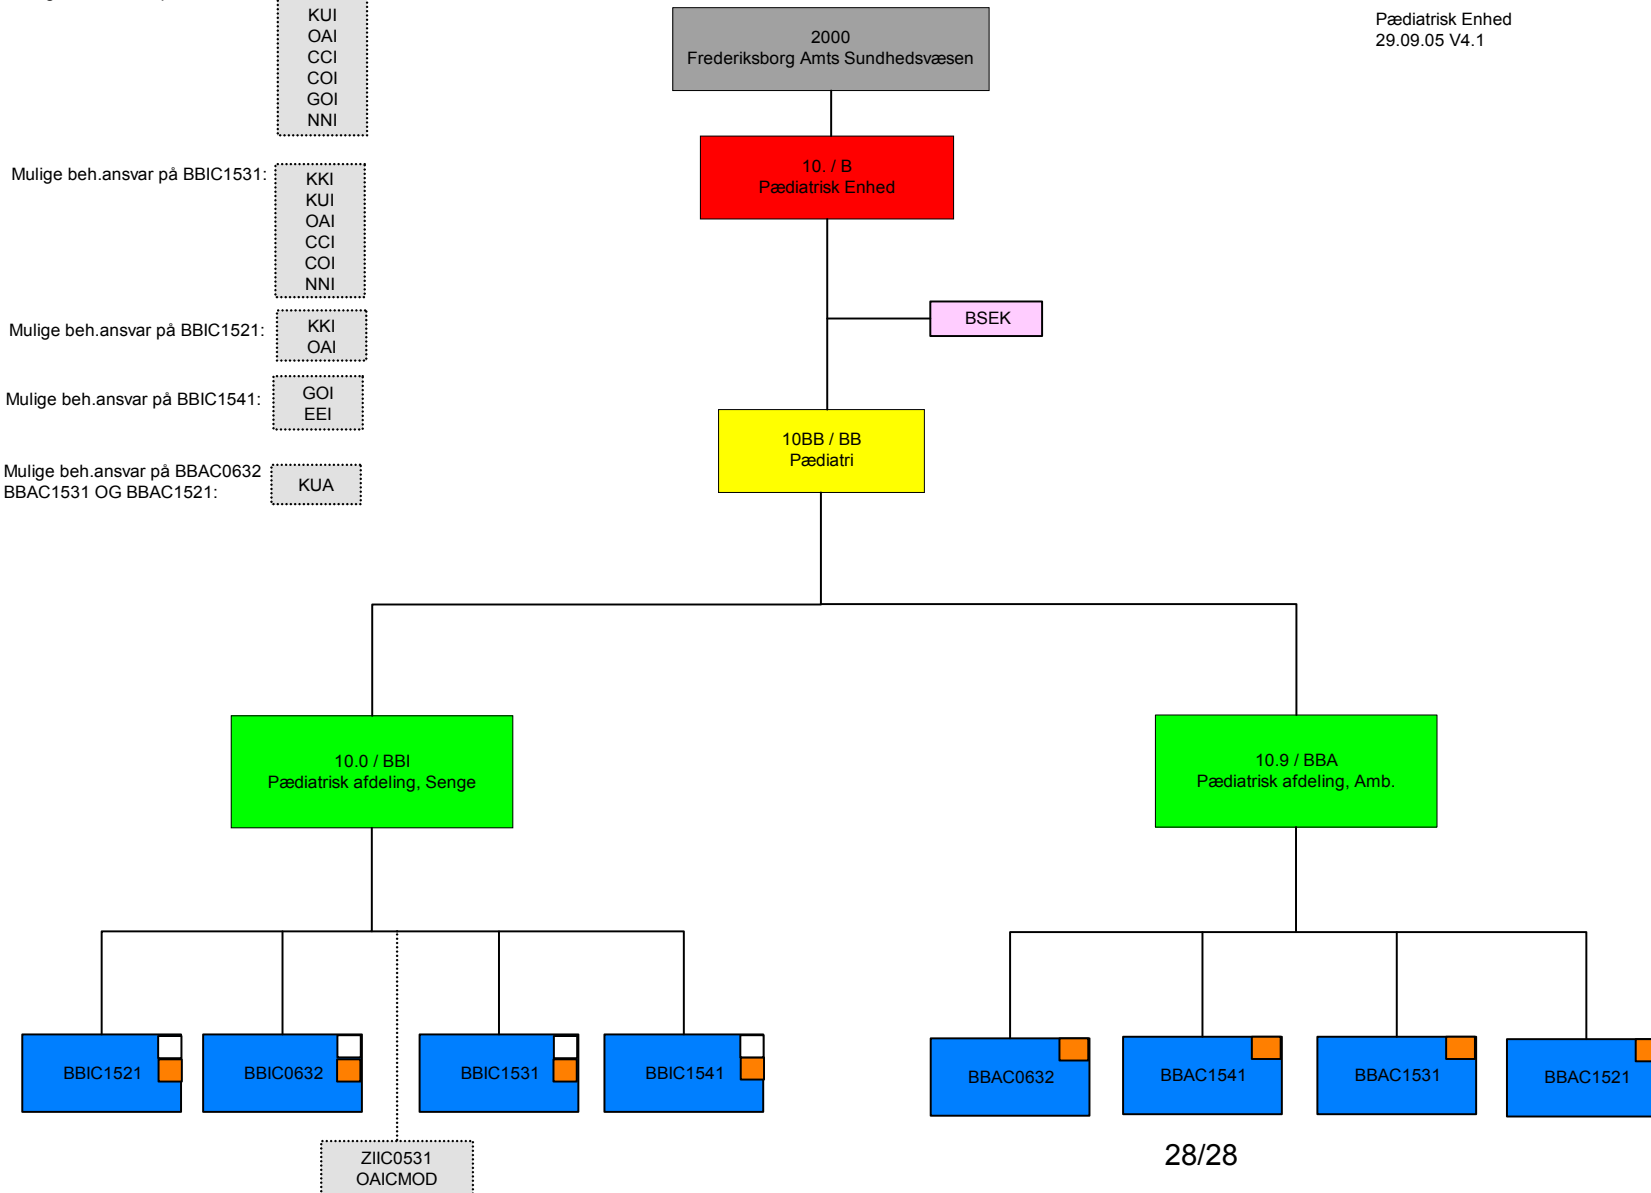 KUI
OAI
CCI
COI
GOI
NNI
2000
Frederiksborg Amts Sundhedsvæsen
Pædiatrisk Enhed
29.09.05 V4.1
Mulige beh.ansvar på BBIC1531:
KKI
KUI
OAI
CCI
COI
NNI
10. / B
Pædiatrisk Enhed
Mulige beh.ansvar på BBIC1521:
KKI
OAI
BSEK
Mulige beh.ansvar på BBIC1541:
GOI
EEI
10BB / BB
Pædiatri
Mulige beh.ansvar på BBAC0632
BBAC1531 OG BBAC1521:
KUA
10.0 / BBI
Pædiatrisk afdeling, Senge
10.9 / BBA
Pædiatrisk afdeling, Amb.
BBIC1521
BBIC0632
BBIC1531
BBIC1541
BBAC0632
BBAC1541
BBAC1531
BBAC1521
ZIIC0531
OAICMOD
28/28